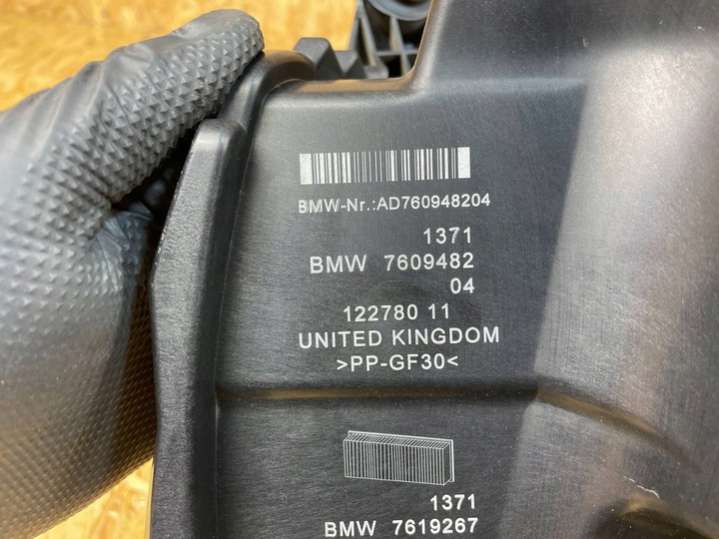 BMW-Nr.:AD760948204
1371
BMW 7609482
04
122780 11
UNITED KINGDOM
>PP-GF30<
1371
BMW 7619267